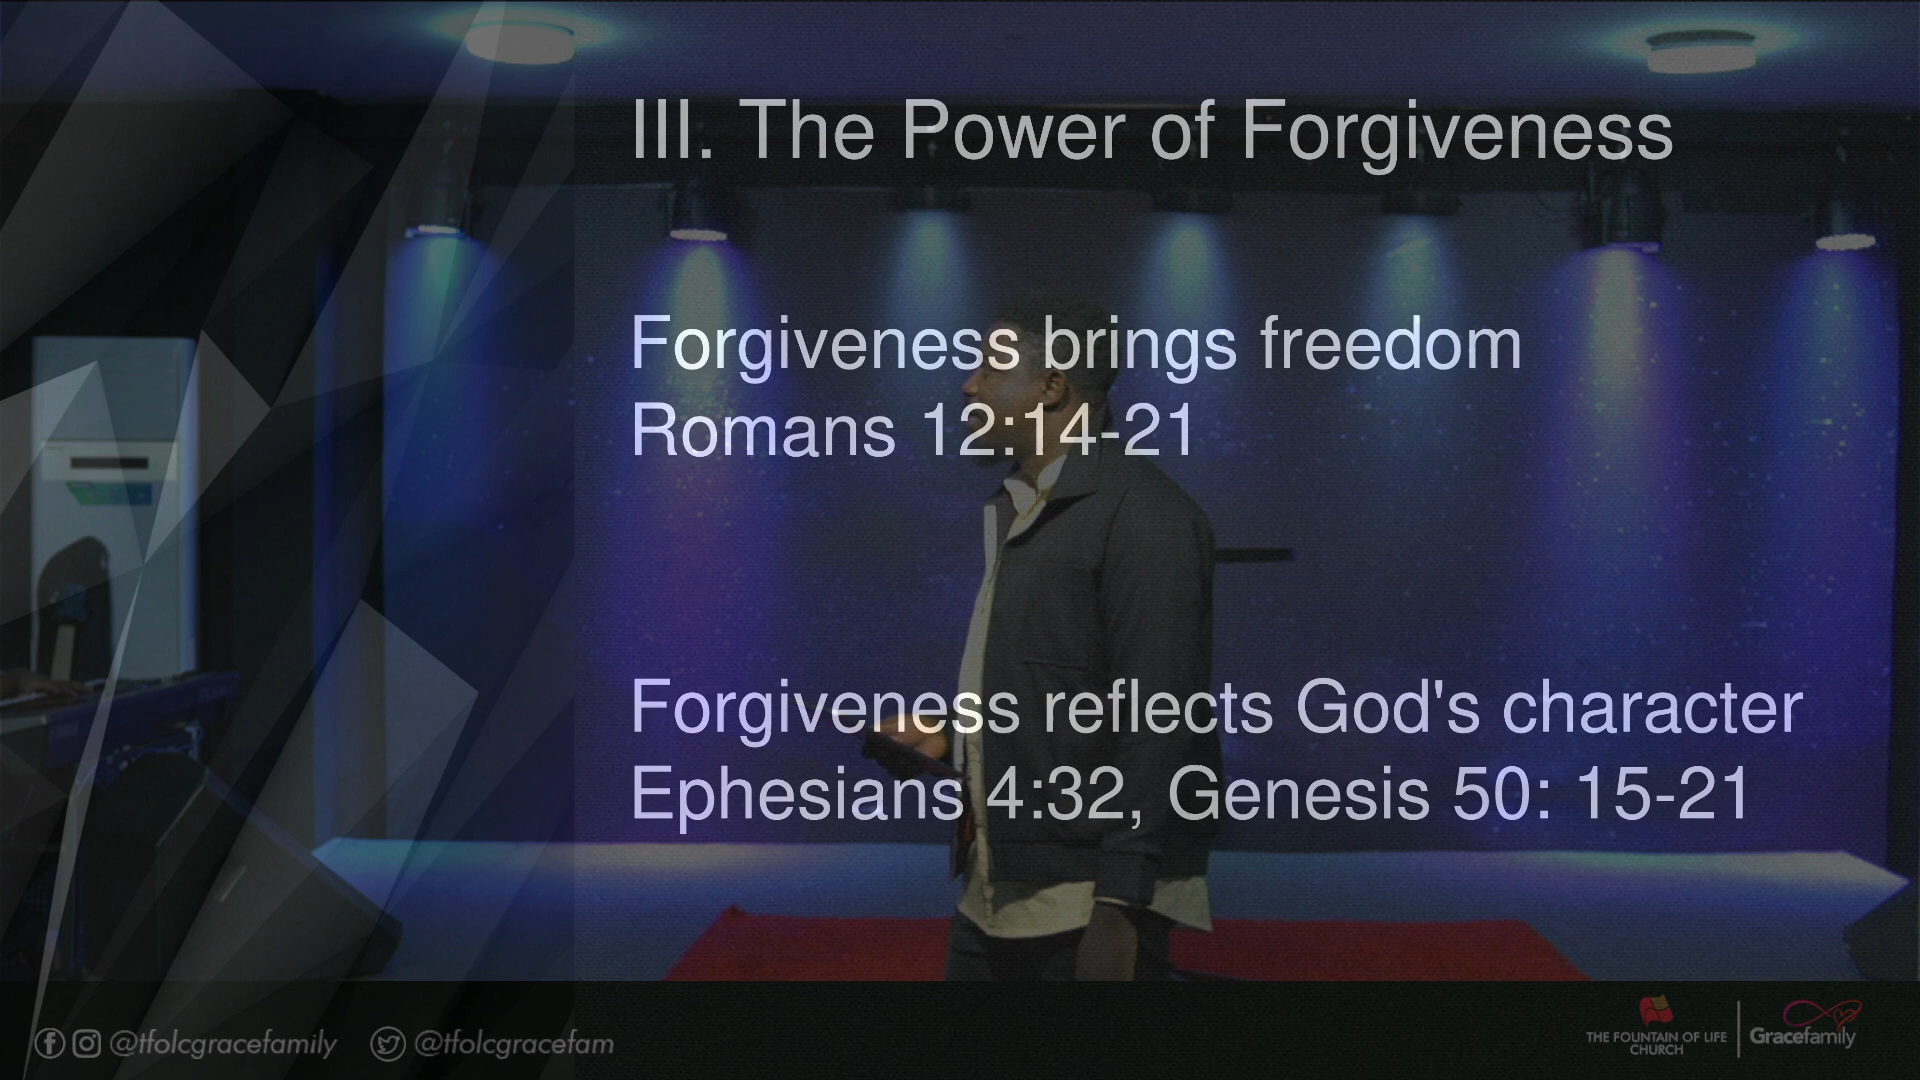 III. The Power of Forgiveness
Forgiveness brings freedom
Romans 12:14-21
Forgiveness reflects God's character
Ephesians 4:32, Genesis 50: 15-21
@tfolcgracefamily @tfolcgracefam
THE FOUNTAIN OF LIFE
CHURCH
Gracefamily